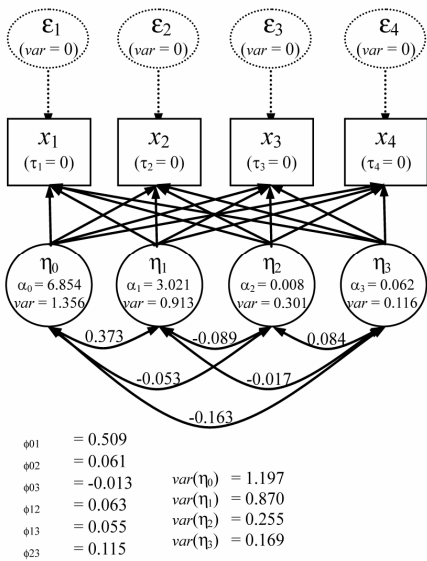 ε1 ε2 ε3 ε4
(var = 0) (var = 0) (var = 0) (var = 0)
x1 x2 x3 x4
(τ1 = 0) (τ2 = 0) (τ3 = 0) (τ4 = 0)
η0 η1 η2 η3
α0 = 6.854 α1 = 3.021 α2 = 0.008 α3 = 0.062
var = 1.356 var = 0.913 var = 0.301 var = 0.116
0.373 -0.089 0.084
-0.053 -0.017
-0.163
ϕ01 = 0.509
ϕ02 = 0.061
ϕ03 = -0.013
ϕ12 = 0.063
ϕ13 = 0.055
ϕ23 = 0.115
var(η0) = 1.197
var(η1) = 0.870
var(η2) = 0.255
var(η3) = 0.169